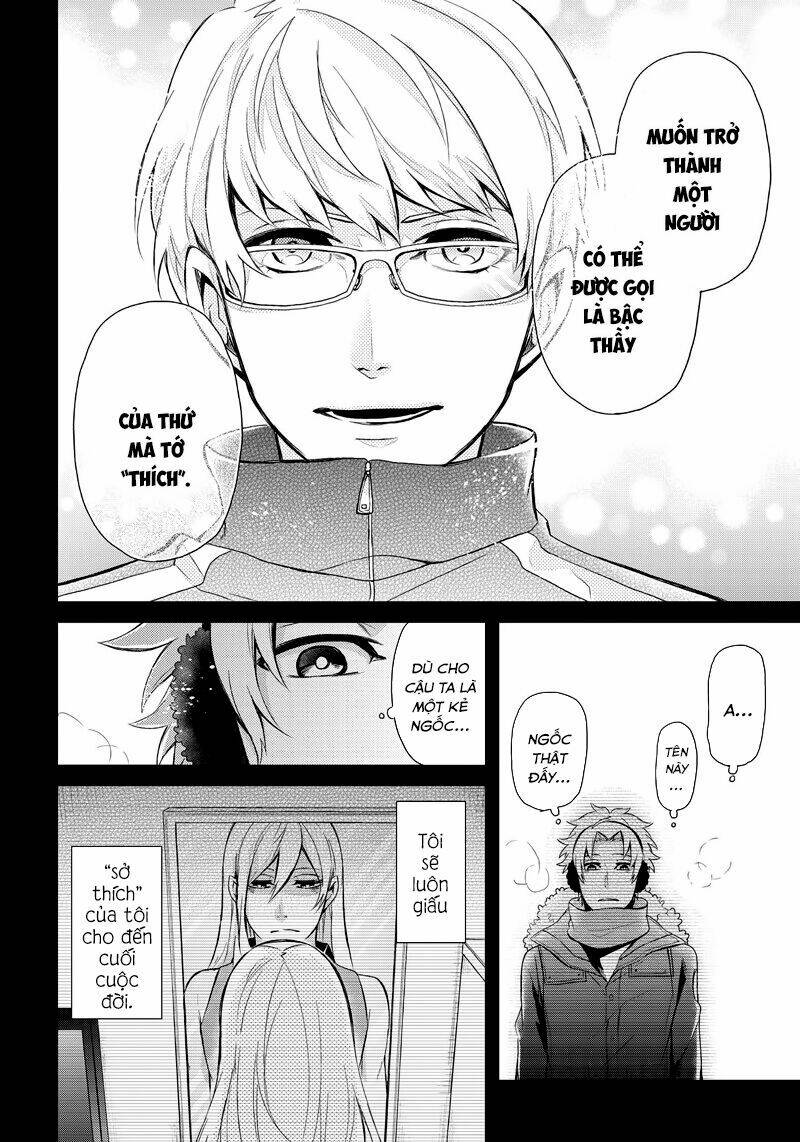 MUỐN TRỞ
THÀNH
MỘT
NGƯỜI
CÓ THỂ
ĐƯỢC GỌI
LÀ BẬC
THẦY
CỦA THỨ
MÀ TỚ
"THÍCH".
A...
TÊN
NÀY
...
NGỐC
THẬT
ĐẤY...
DÙ CHO
CẬU TA LÀ
MỘT KẺ
NGỐC...
Tôi
sẽ
luôn
giấu
"sở
thích"
của tôi
cho đến
cuối
cuộc
đời.